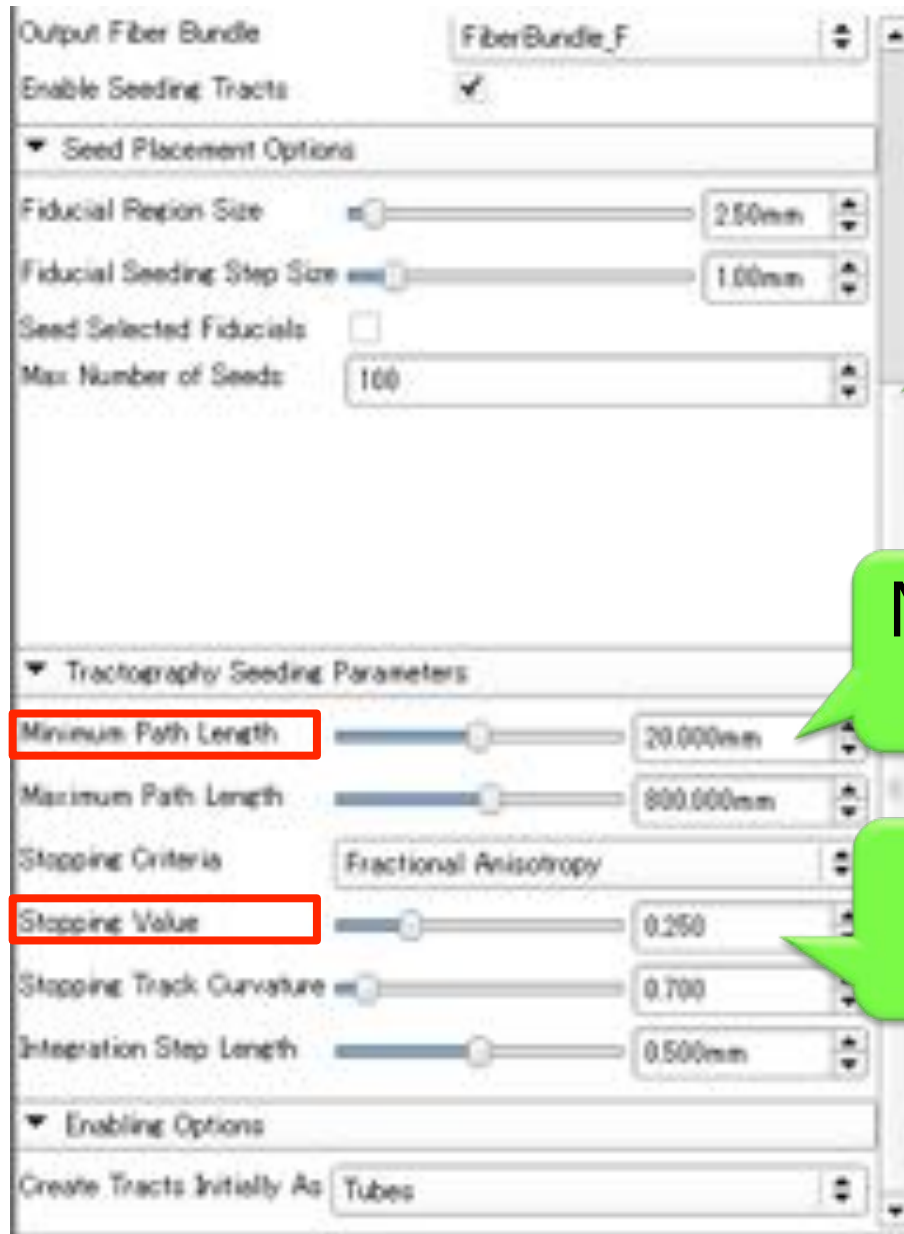 Output Fiber Bundle FiberBundle_F
Enable Seeding Tracts
Seed Placement Options
Fiducial Region Size 2.50mm
Fiducial Seeding Step Size 1.00mm
Seed Selected Fiducials
Max Number of Seeds 100
Tractography Seeding Parameters
Minimum Path Length 20.000mm
Maximum Path Length 800.000mm
Stopping Criteria Fractional Anisotropy
Stopping Value 0.250
Stopping Track Curvature 0.700
Integration Step Length 0.500mm
Enabling Options
Create Tracts Initially As Tubes